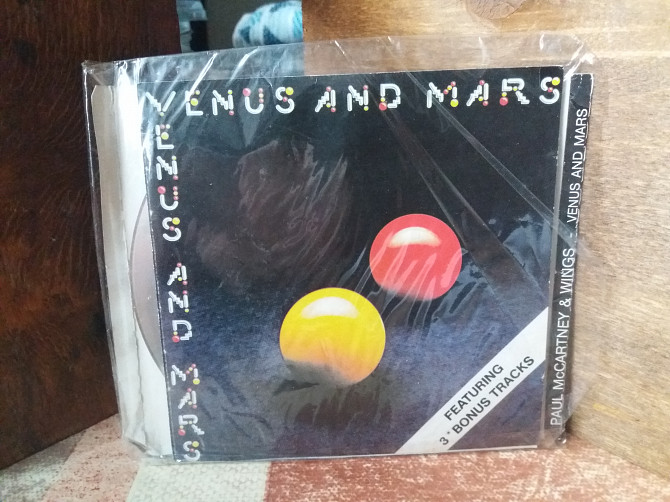 VENUS AND MARS
VENUS AND MARS
FEATURING
3* BONUS TRACKS
PAUL McCARTNEY & WINGS - VENUS AND MARS